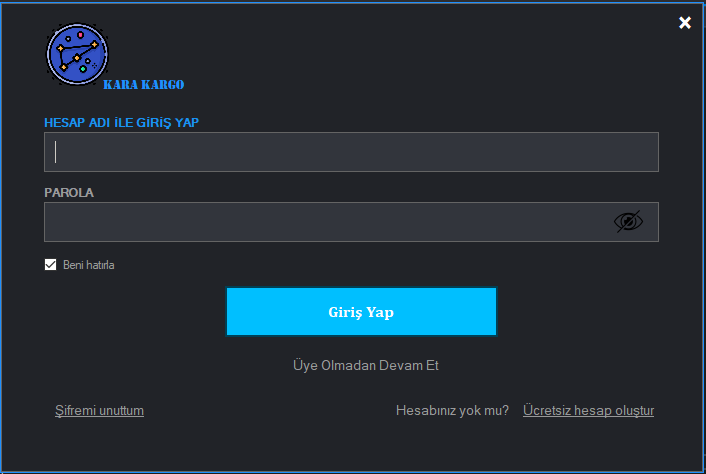 KARA KARGO
HESAP ADI İLE GİRİŞ YAP
PAROLA
Beni hatırla
Giriş Yap
Üye Olmadan Devam Et
Şifremi unuttum
Hesabınız yok mu? Ücretsiz hesap oluştur